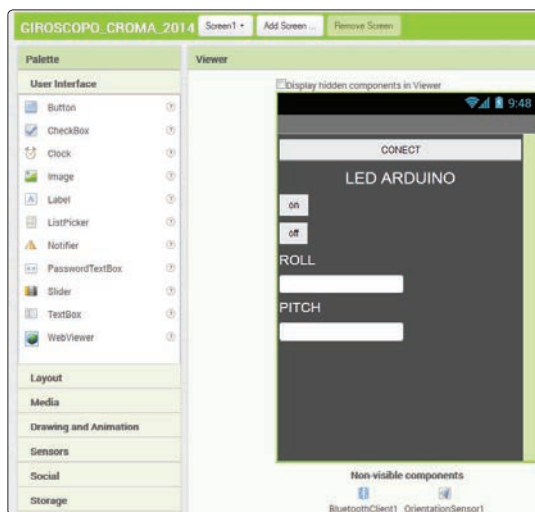 GIROSCOPO_CROMA_2014 Screen1 Add Screen ... Remove Screen
Palette
User Interface
Button
CheckBox
Clock
Image
Label
ListPicker
Notifier
PasswordTextBox
Slider
TextBox
WebViewer
Layout
Media
Drawing and Animation
Sensors
Social
Storage
Viewer
Display hidden components in Viewer
9:48
CONECT
LED ARDUINO
on
off
ROLL
PITCH
Non-visible components
BluetoothClient1 OrientationSensor1